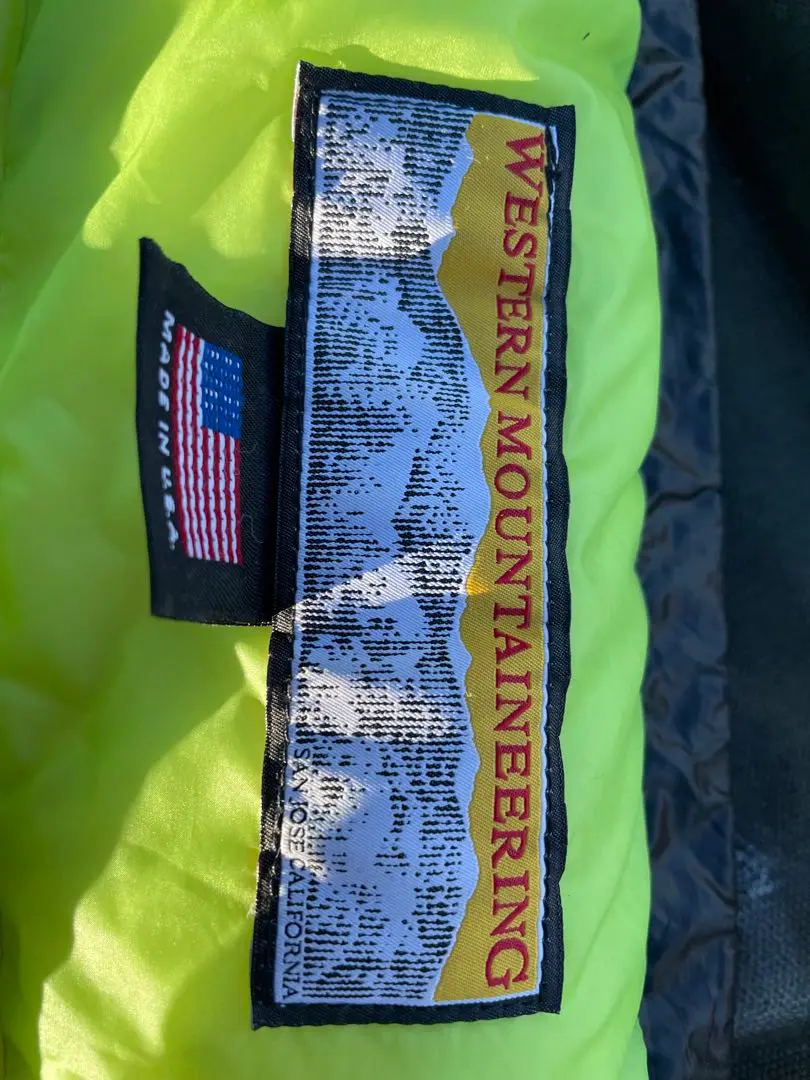 WESTERN MOUNTAINEERING
SAN JOSE CALIFORNIA
MADE IN U.S.A.